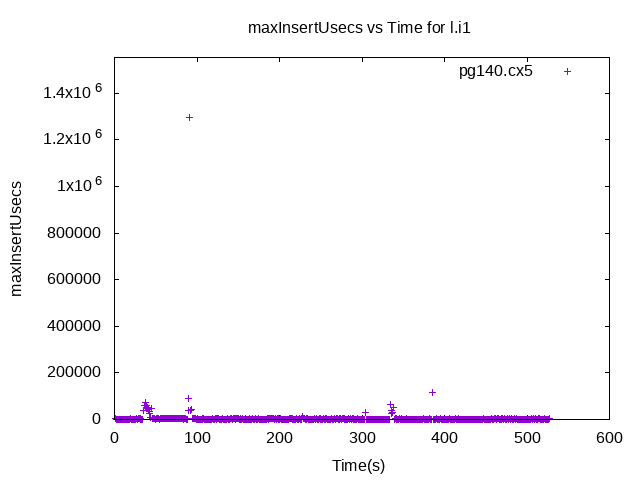 maxInsertUsecs vs Time for l.i1
pg140.cx5
1.4x10 6
1.2x10 6
1x10 6
800000
600000
400000
200000
0
maxInsertUsecs
0 100 200 300 400 500 600
Time(s)